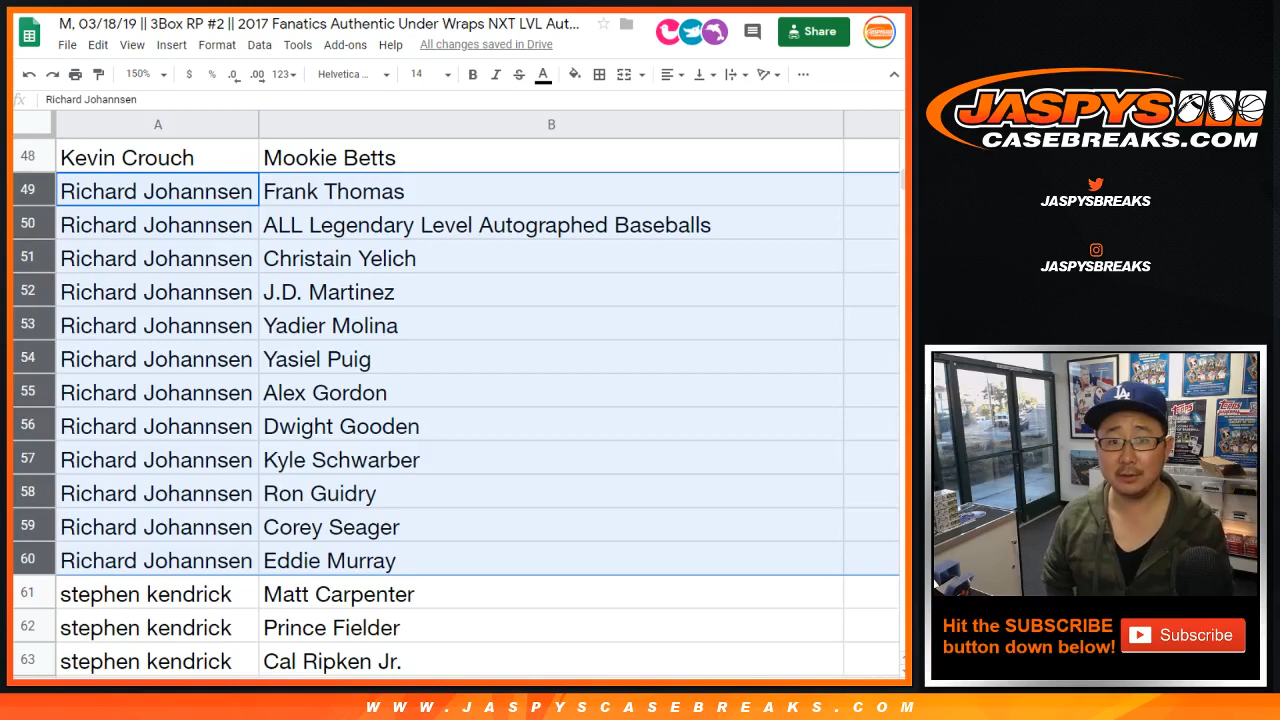 M, 03/18/19 || 3Box RP #2 || 2017 Fanatics Authentic Under Wraps NXT LVL Aut...
File Edit View Insert Format Data Tools Add-ons Help All changes saved in Drive
Share
150% $ % .0 .00 123 Helvetica ... 14 B I S A
fx Richard Johannsen
A B
48 Kevin Crouch Mookie Betts
49 Richard Johannsen Frank Thomas
50 Richard Johannsen ALL Legendary Level Autographed Baseballs
51 Richard Johannsen Christain Yelich
52 Richard Johannsen J.D. Martinez
53 Richard Johannsen Yadier Molina
54 Richard Johannsen Yasiel Puig
55 Richard Johannsen Alex Gordon
56 Richard Johannsen Dwight Gooden
57 Richard Johannsen Kyle Schwarber
58 Richard Johannsen Ron Guidry
59 Richard Johannsen Corey Seager
60 Richard Johannsen Eddie Murray
61 stephen kendrick Matt Carpenter
62 stephen kendrick Prince Fielder
63 stephen kendrick Cal Ripken Jr.
JASPYS
CASEBREAKS.COM
JASPYSBREAKS
JASPYSBREAKS
LA
Topps
Hit the SUBSCRIBE
button down below!
Subscribe
WWW.JASPYSCASEBREAKS.COM